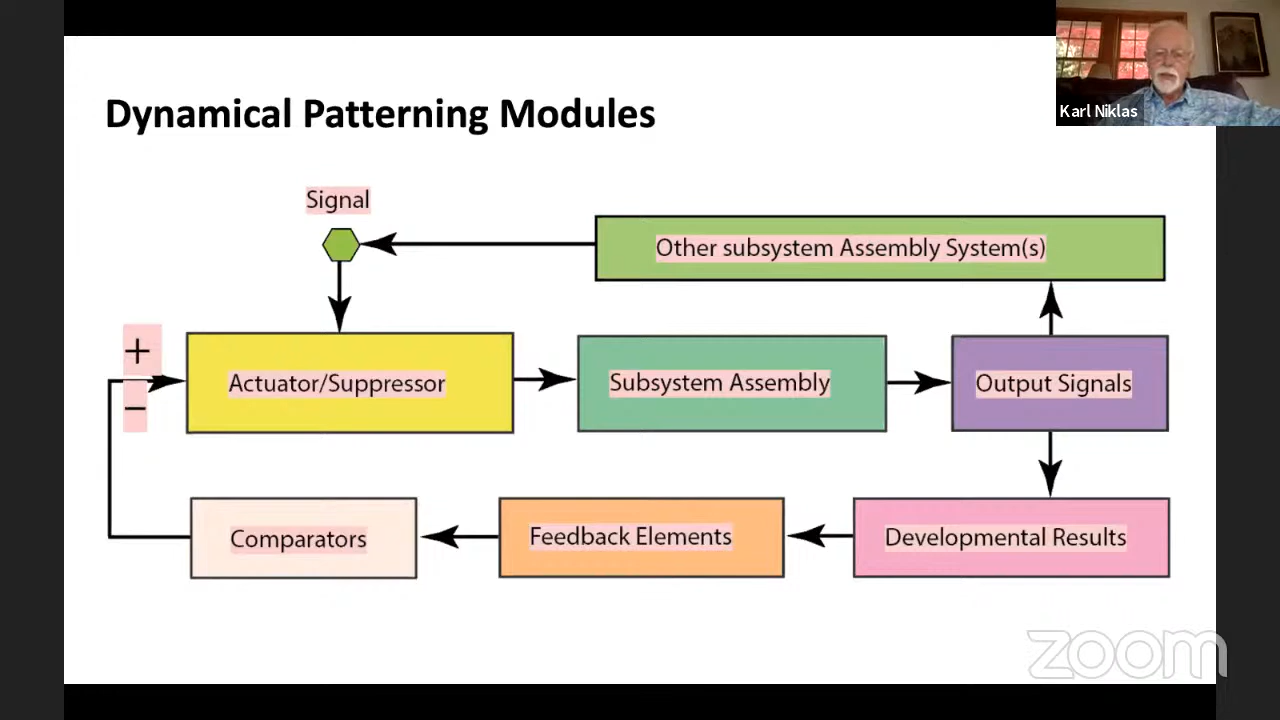 Dynamical Patterning Modules
Karl Niklas
Signal
Other subsystem Assembly System(s)
+
−
Actuator/Suppressor
Subsystem Assembly
Output Signals
Comparators
Feedback Elements
Developmental Results
zoom